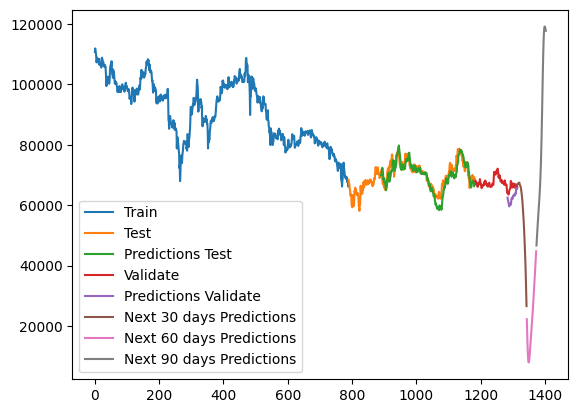 120000
100000
80000
60000
40000
20000
Train
Test
Predictions Test
Validate
Predictions Validate
Next 30 days Predictions
Next 60 days Predictions
Next 90 days Predictions
0 200 400 600 800 1000 1200 1400